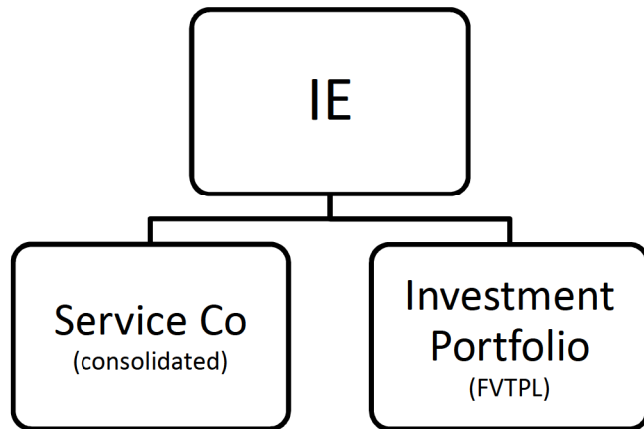 IE
Service Co
(consolidated)
Investment
Portfolio
(FVTPL)